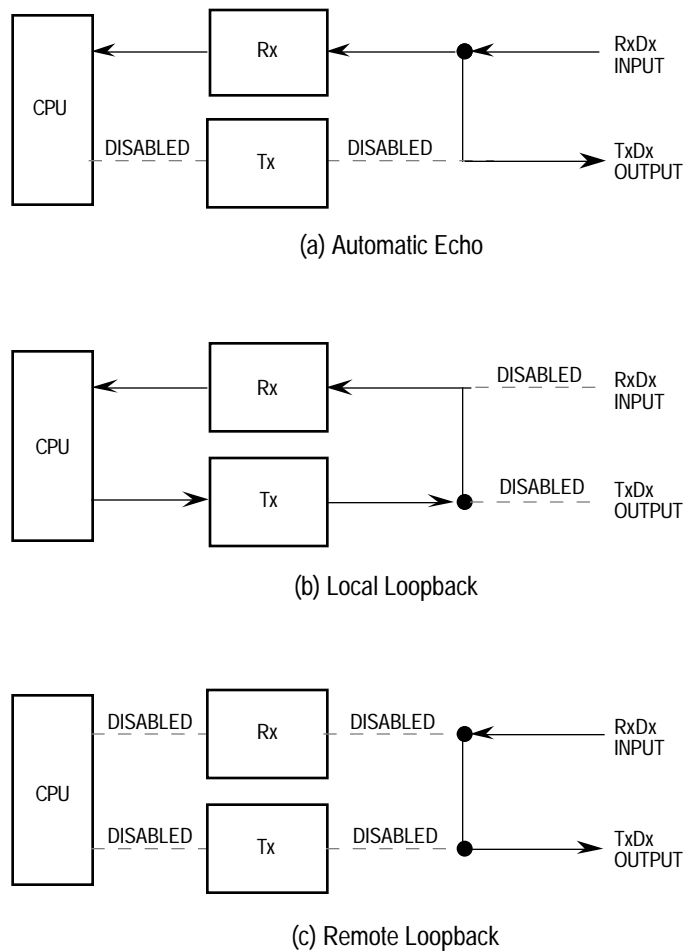 Rx
RxDx
INPUT
CPU
DISABLED
Tx
DISABLED
TxDx
OUTPUT
(a) Automatic Echo
Rx
DISABLED
RxDx
INPUT
CPU
Tx
DISABLED
TxDx
OUTPUT
(b) Local Loopback
DISABLED
Rx
DISABLED
RxDx
INPUT
CPU
DISABLED
Tx
DISABLED
TxDx
OUTPUT
(c) Remote Loopback